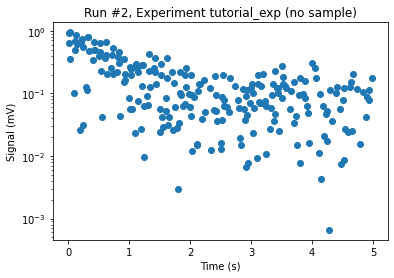 Run #2, Experiment tutorial_exp (no sample)
10⁰
10⁻¹
10⁻²
10⁻³
Signal (mV)
0 1 2 3 4 5
Time (s)